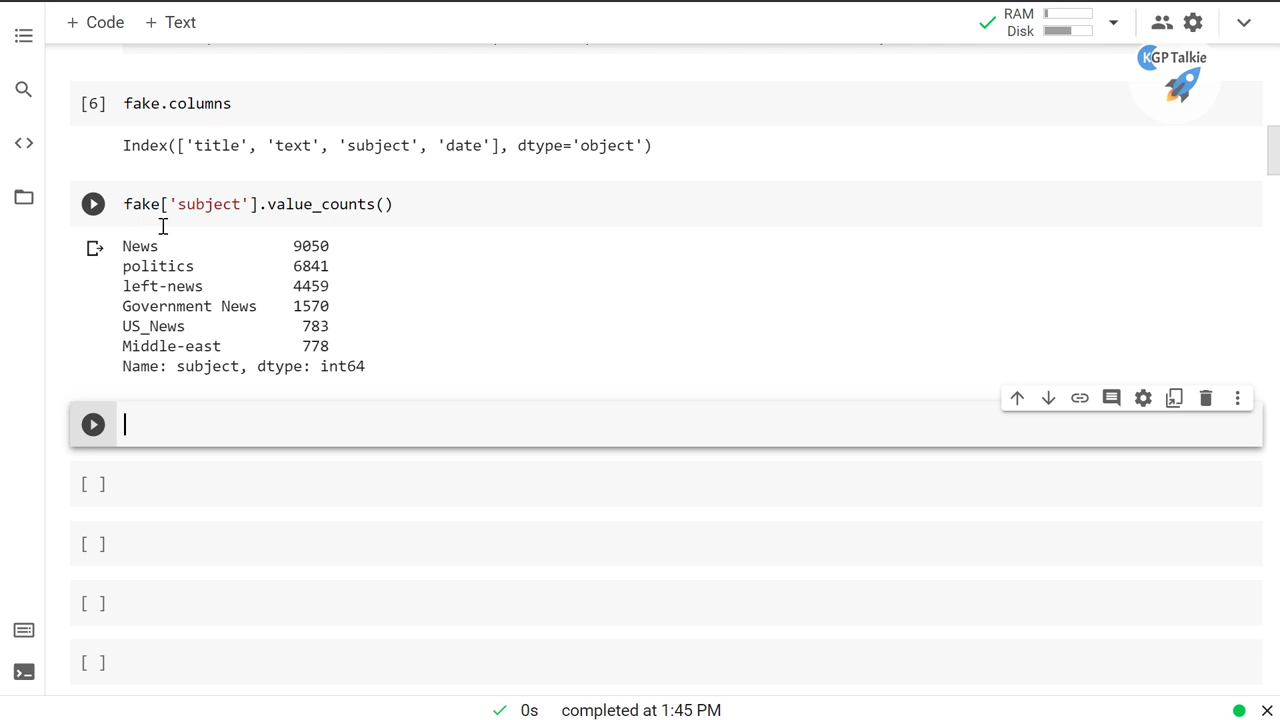 + Code + Text
RAM
Disk
KGPTalkie
[6] fake.columns
Index(['title', 'text', 'subject', 'date'], dtype='object')
fake['subject'].value_counts()
News 9050
politics 6841
left-news 4459
Government News 1570
US_News 783
Middle-east 778
Name: subject, dtype: int64
[ ]
[ ]
[ ]
[ ]
0s completed at 1:45 PM